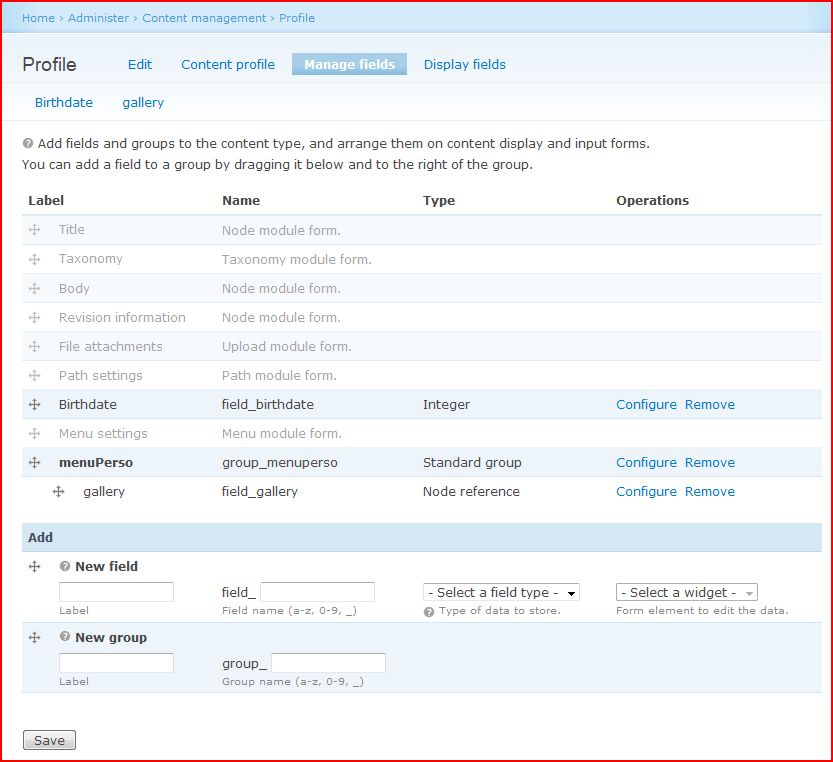 Home › Administer › Content management › Profile
Profile Edit Content profile Manage fields Display fields
Birthdate gallery
Add fields and groups to the content type, and arrange them on content display and input forms.
You can add a field to a group by dragging it below and to the right of the group.
Label Name Type Operations
Title Node module form.
Taxonomy Taxonomy module form.
Body Node module form.
Revision information Node module form.
File attachments Upload module form.
Path settings Path module form.
Birthdate field_birthdate Integer Configure Remove
Menu settings Menu module form.
menuPerso group_menuperso Standard group Configure Remove
gallery field_gallery Node reference Configure Remove
Add
New field
field_ - Select a field type - - Select a widget -
Label Field name (a-z, 0-9, _) Type of data to store. Form element to edit the data.
New group
group_
Label Group name (a-z, 0-9, _)
Save